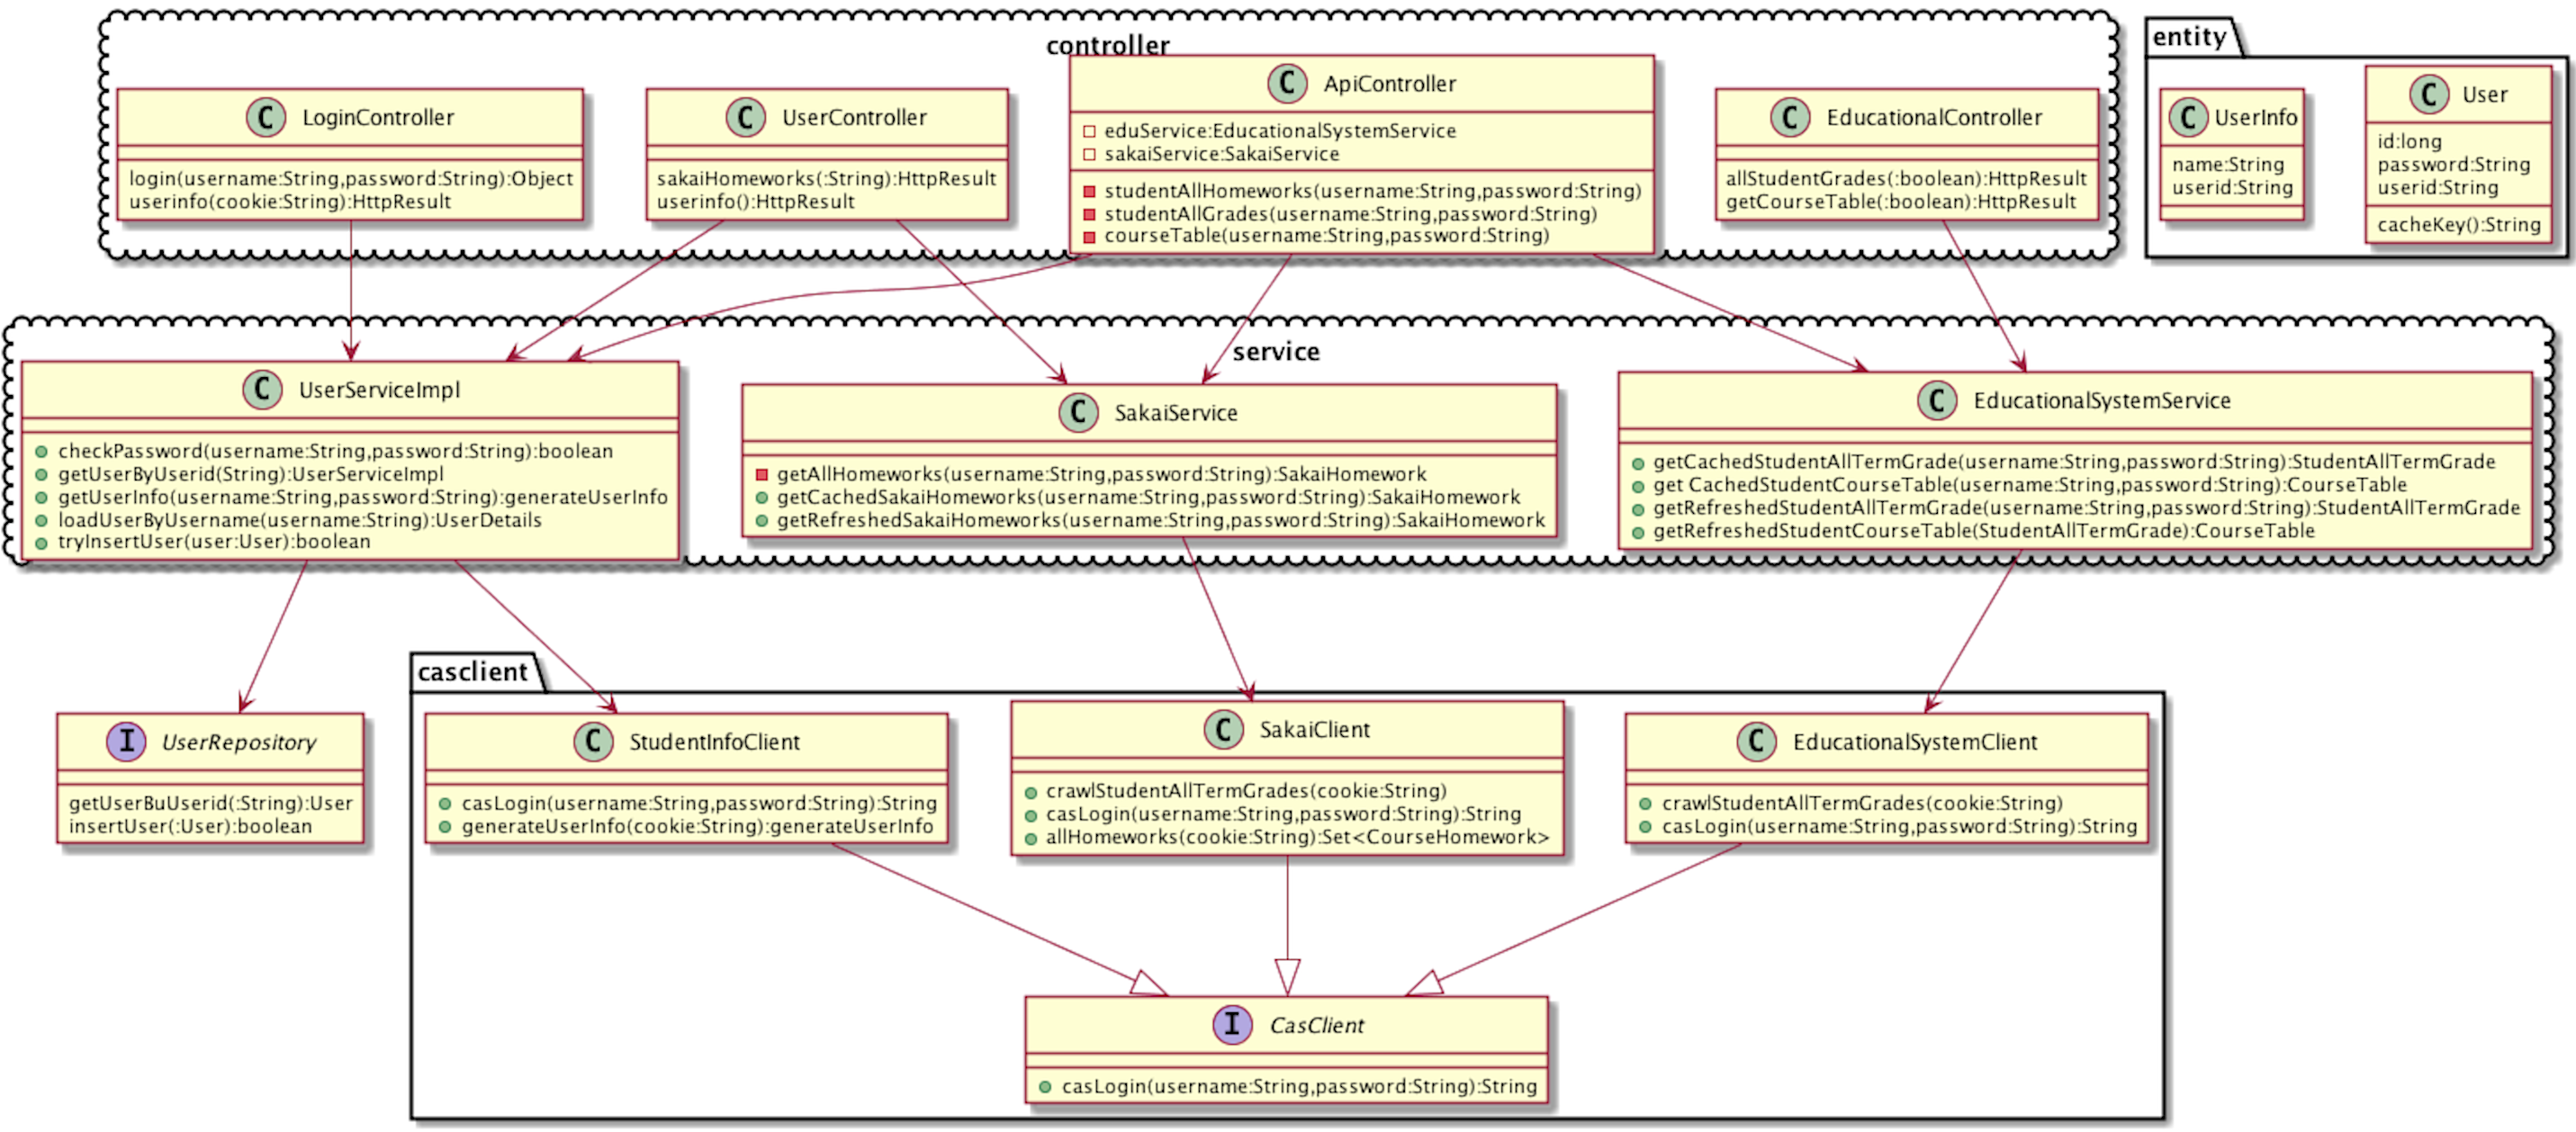 controller
LoginController
login(username:String,password:String):Object
userinfo(cookie:String):HttpResult
UserController
sakaiHomeworks(:String):HttpResult
userinfo():HttpResult
ApiController
eduService:EducationalSystemService
sakaiService:SakaiService
studentAllHomeworks(username:String,password:String)
studentAllGrades(username:String,password:String)
courseTable(username:String,password:String)
EducationalController
allStudentGrades(:boolean):HttpResult
getCourseTable(:boolean):HttpResult
entity
UserInfo
name:String
userid:String
User
id:long
password:String
userid:String
cacheKey():String
service
UserServiceImpl
checkPassword(username:String,password:String):boolean
getUserByUserid(String):UserServiceImpl
getUserInfo(username:String,password:String):generateUserInfo
loadUserByUsername(username:String):UserDetails
tryInsertUser(user:User):boolean
SakaiService
getAllHomeworks(username:String,password:String):SakaiHomework
getCachedSakaiHomeworks(username:String,password:String):SakaiHomework
getRefreshedSakaiHomeworks(username:String,password:String):SakaiHomework
EducationalSystemService
getCachedStudentAllTermGrade(username:String,password:String):StudentAllTermGrade
get CachedStudentCourseTable(username:String,password:String):CourseTable
getRefreshedStudentAllTermGrade(username:String,password:String):StudentAllTermGrade
getRefreshedStudentCourseTable(StudentAllTermGrade):CourseTable
casclient
UserRepository
getUserBuUserid(:String):User
insertUser(:User):boolean
StudentInfoClient
casLogin(username:String,password:String):String
generateUserInfo(cookie:String):generateUserInfo
SakaiClient
crawlStudentAllTermGrades(cookie:String)
casLogin(username:String,password:String):String
allHomeworks(cookie:String):Set<CourseHomework>
EducationalSystemClient
crawlStudentAllTermGrades(cookie:String)
casLogin(username:String,password:String):String
CasClient
casLogin(username:String,password:String):String